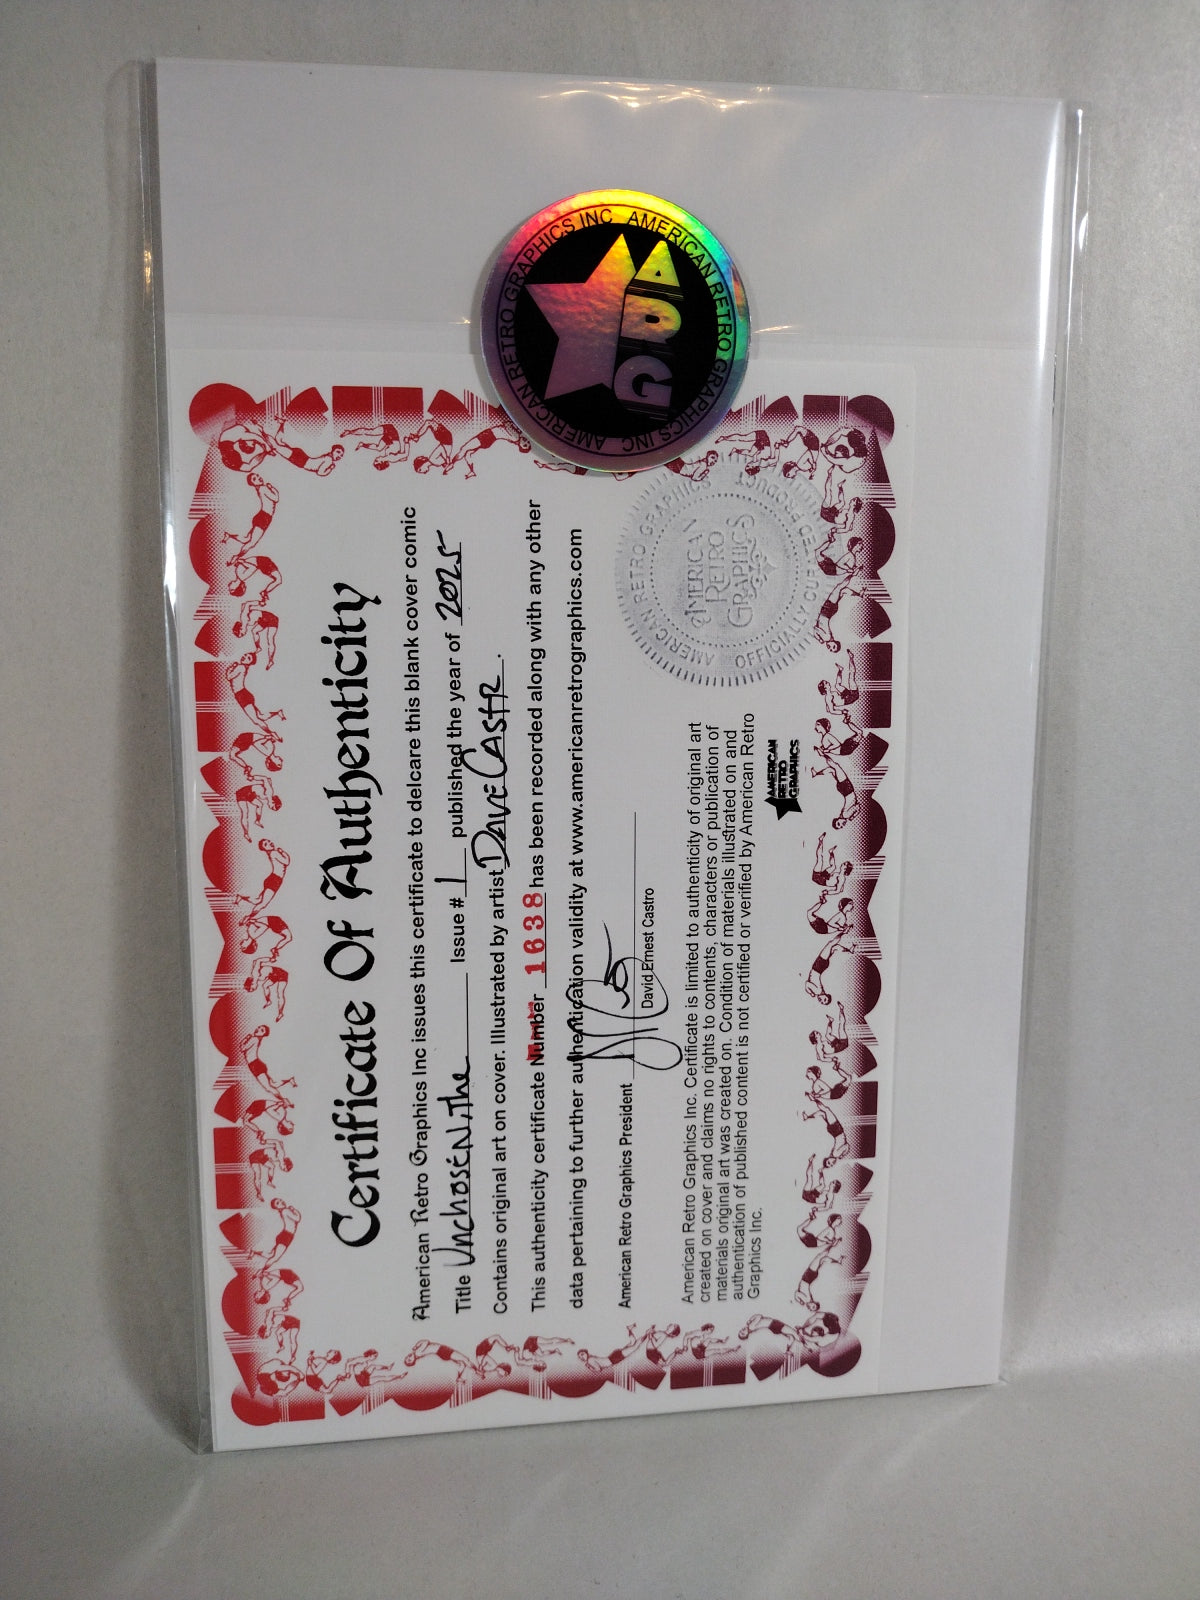 AMERICAN RETRO GRAPHICS INC AMERICAN RETRO GRAPHICS INC
ARG
Certificate Of Authenticity
American Retro Graphics Inc issues this certificate to delcare this blank cover comic
Title UNCHOSEN, The Issue # 1 published the year of 2025
Contains original art on cover. Illustrated by artist DAVE CASTR.
This authenticity certificate Number 1638 has been recorded along with any other
data pertaining to further authentication validity at www.americanretrographics.com
American Retro Graphics President
David Ernest Castro
AMERICAN RETRO GRAPHICS
OFFICIALLY PRODUCT
AMERICAN
RETRO
GRAPHICS
American Retro Graphics Inc. Certificate is limited to authenticity of original art
created on cover and claims no rights to contents, characters or publication of
materials original art was created on. Condition of materials illustrated on and
authentication of published content is not certified or verified by American Retro
Graphics Inc.
AMERICAN
RETRO
GRAPHICS